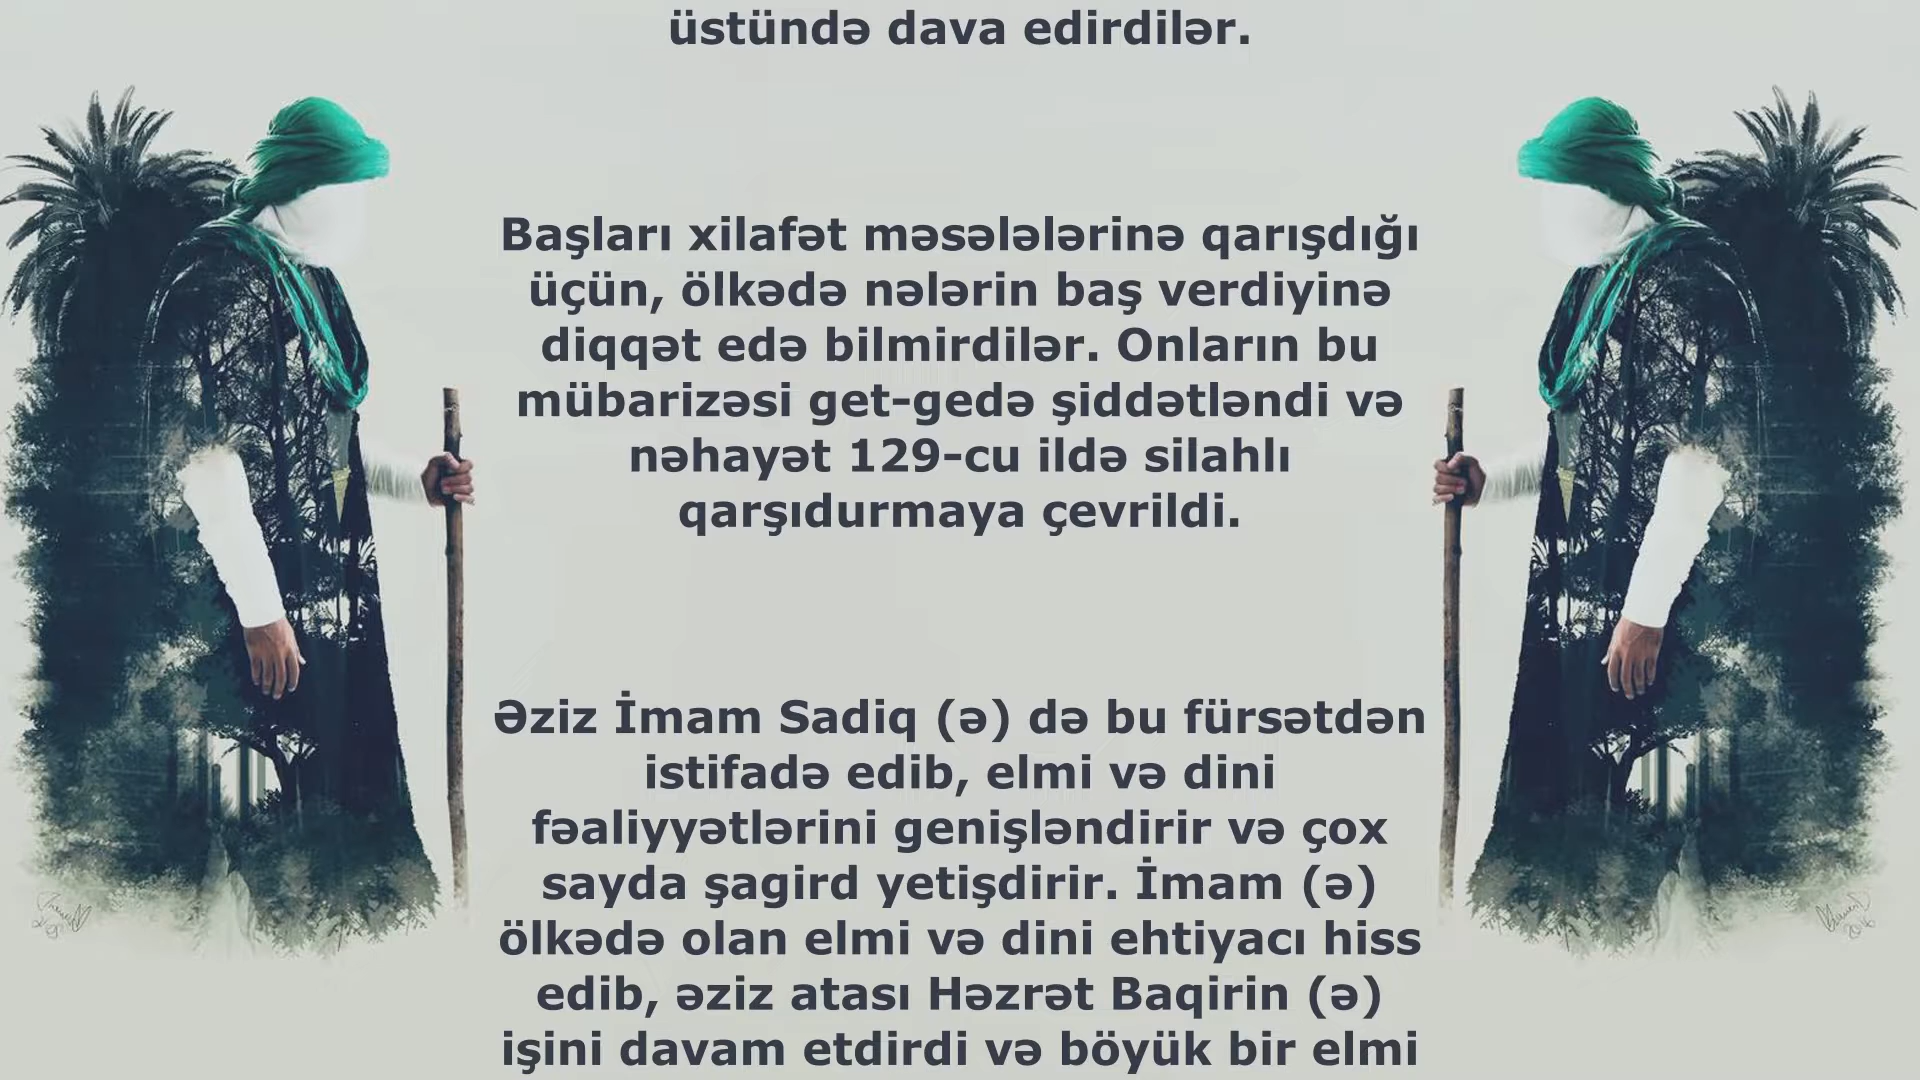 üstündə dava edirdilər.
Başları xilafət məsələlərinə qarışdığı
üçün, ölkədə nələrin baş verdiyinə
diqqət edə bilmirdilər. Onların bu
mübarizəsi get-gedə şiddətləndi və
nəhayət 129-cu ildə silahlı
qarşıdurmaya çevrildi.
Əziz İmam Sadiq (ə) də bu fürsətdən
istifadə edib, elmi və dini
fəaliyyətlərini genişləndirir və çox
sayda şagird yetişdirir. İmam (ə)
ölkədə olan elmi və dini ehtiyacı hiss
edib, əziz atası Həzrət Baqirin (ə)
işini davam etdirdi və böyük bir elmi